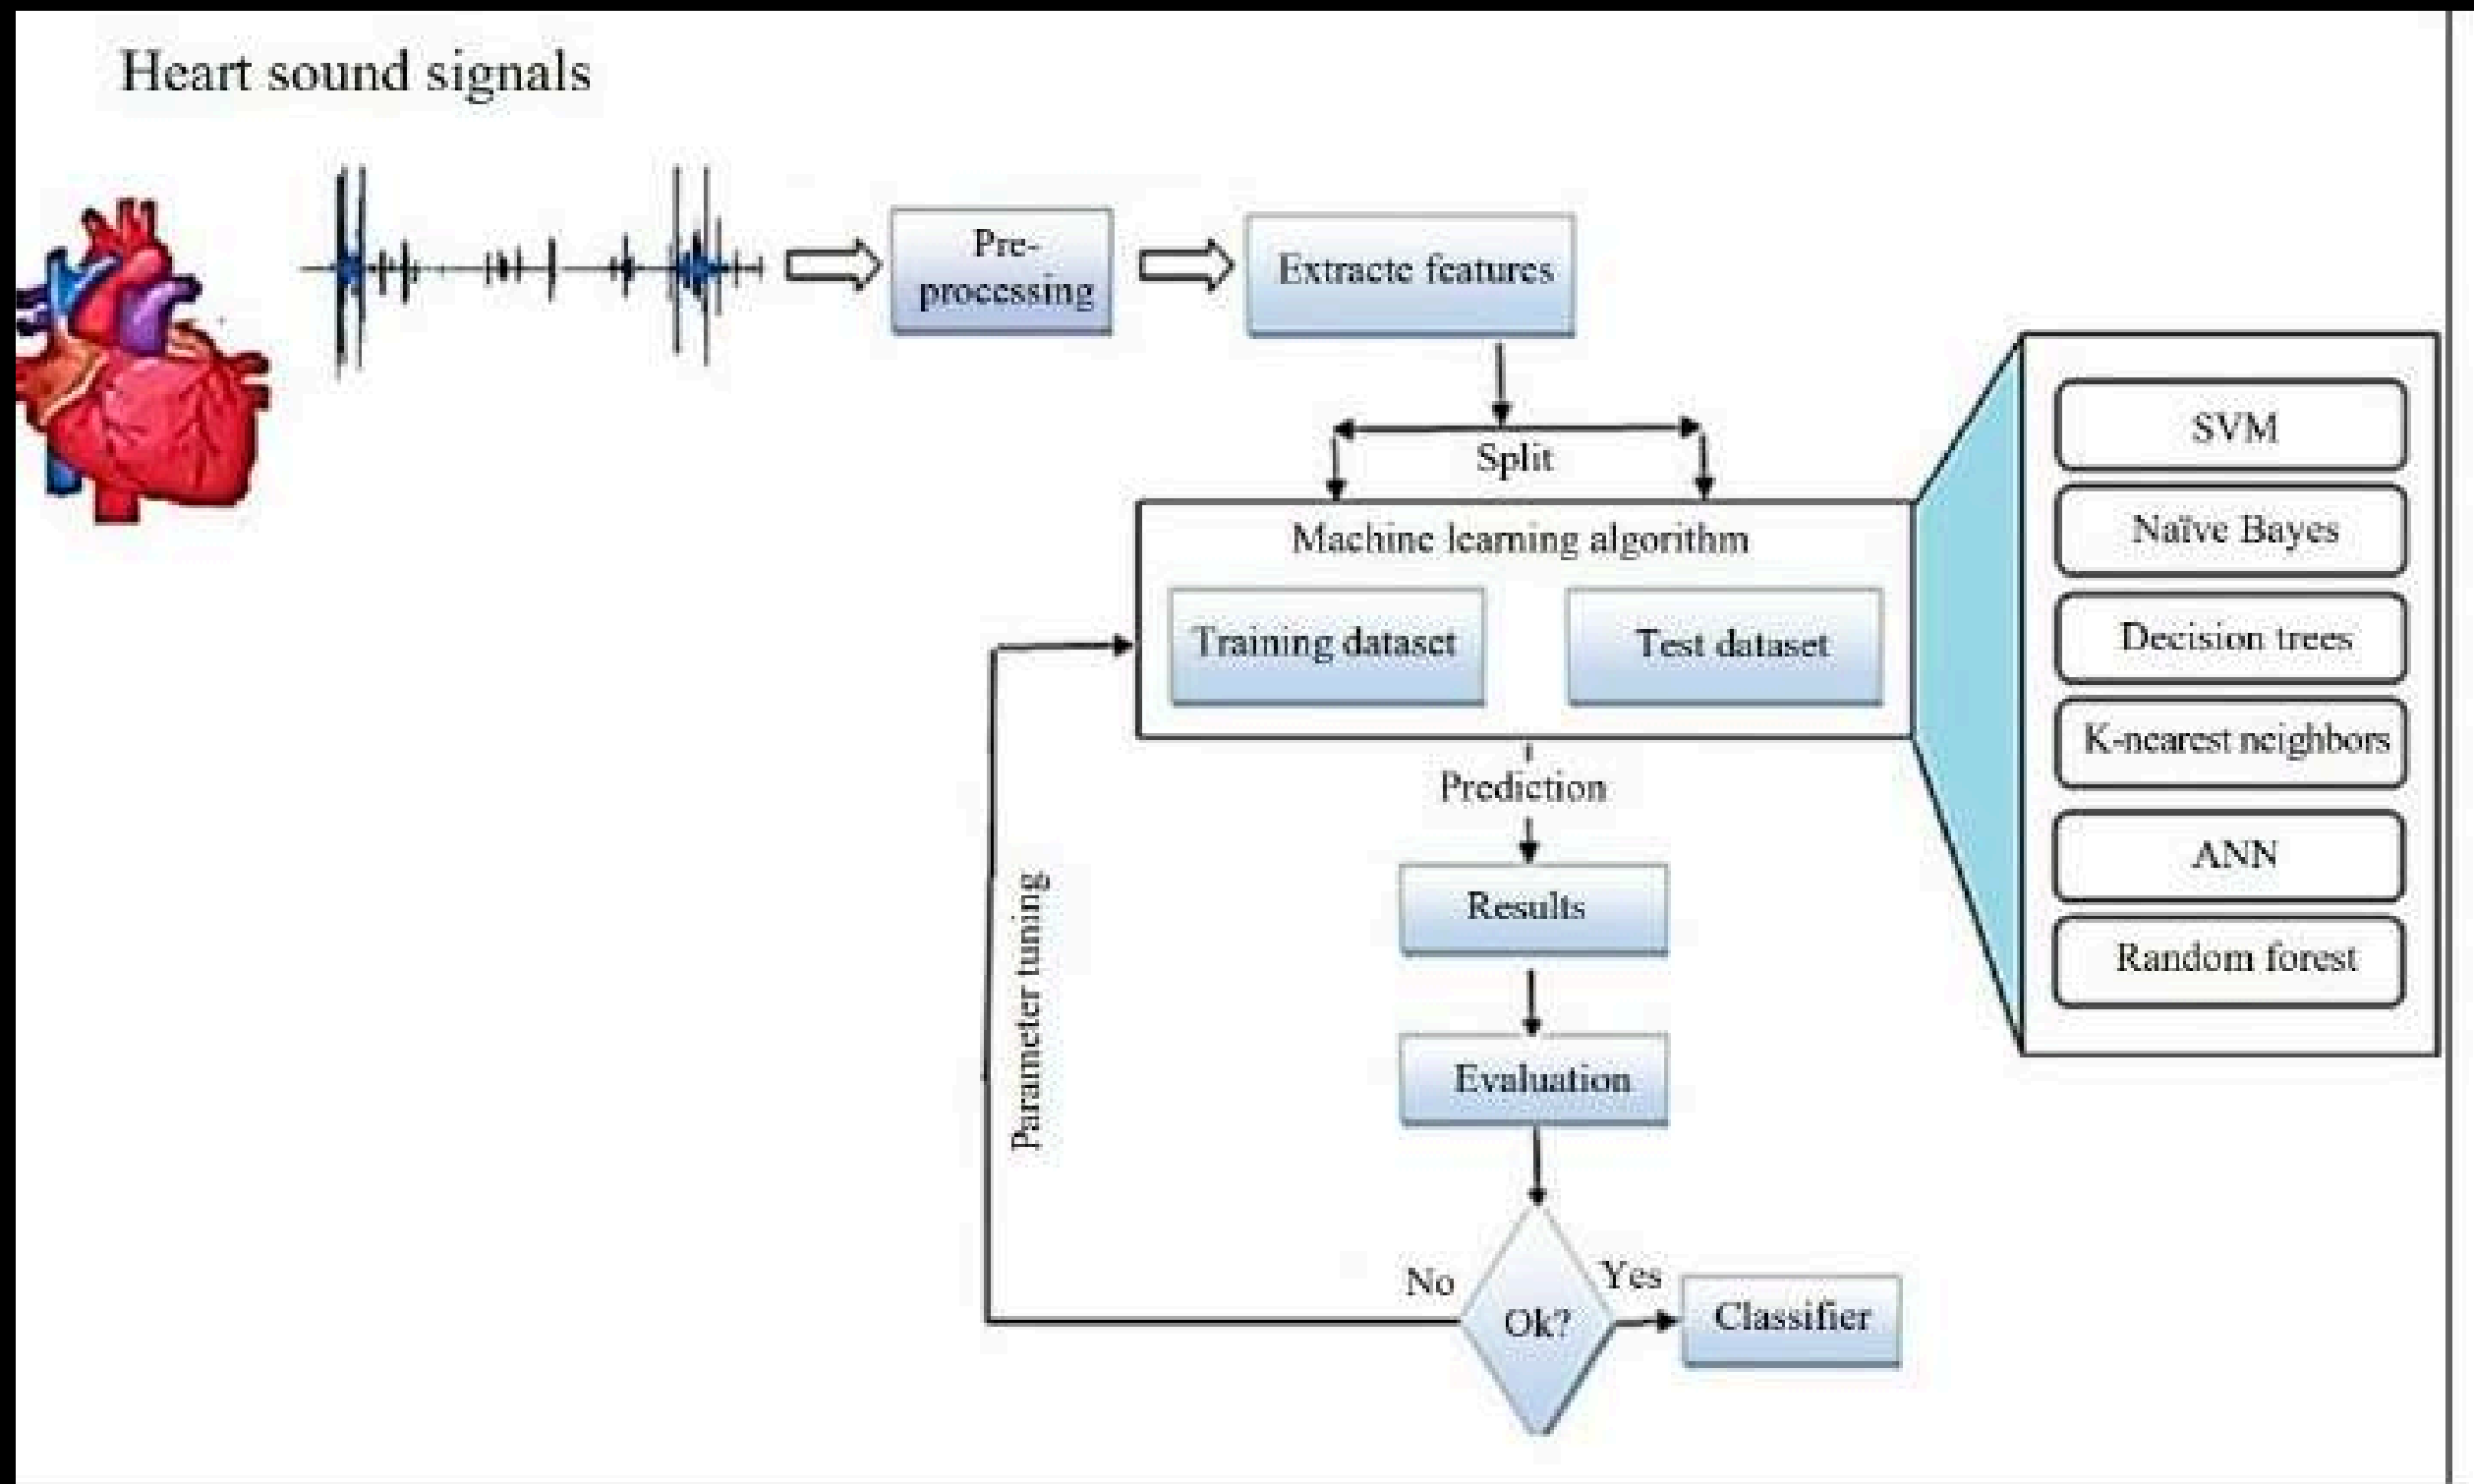 Heart sound signals
Pre-
processing
Extracte features
Split
Machine learning algorithm
Training dataset
Test dataset
SVM
Naïve Bayes
Decision trees
K-nearest neighbors
ANN
Random forest
Prediction
Results
Parameter tuning
Evaluation
No
Yes
Ok?
Classifier